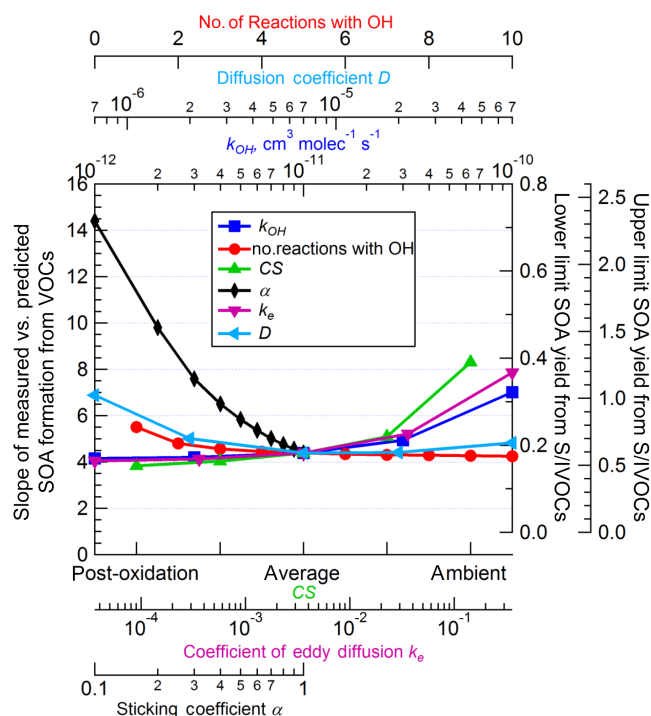 No. of Reactions with OH
0 2 4 6 8 10
Diffusion coefficient D
7 10⁻⁶ 2 3 4 5 6 7 10⁻⁵ 2 3 4 5 6 7
k_OH, cm³ molec⁻¹ s⁻¹
10⁻¹² 2 3 4 5 6 7 10⁻¹¹ 2 3 4 5 6 7 10⁻¹⁰
Slope of measured vs. predicted
SOA formation from VOCs
16
14
12
10
8
6
4
2
0
k_OH
no.reactions with OH
CS
α
k_e
D
0.8
0.6
0.4
0.2
0.0
Lower limit SOA yield from S/IVOCs
2.5
2.0
1.5
1.0
0.5
0.0
Upper limit SOA yield from S/IVOCs
Post-oxidation Average Ambient
CS
10⁻⁴ 10⁻³ 10⁻² 10⁻¹
Coefficient of eddy diffusion k_e
0.1 2 3 4 5 6 7 1
Sticking coefficient α